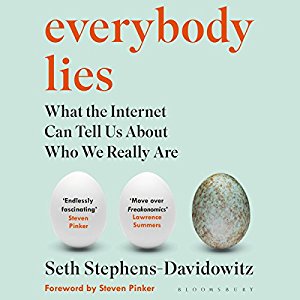 everybody
lies
What the Internet
Can Tell Us About
Who We Really Are
'Endlessly
fascinating'
Steven
Pinker
'Move over
Freakonomics'
Lawrence
Summers
Seth Stephens-Davidowitz
Foreword by Steven Pinker
BLOOMSBURY